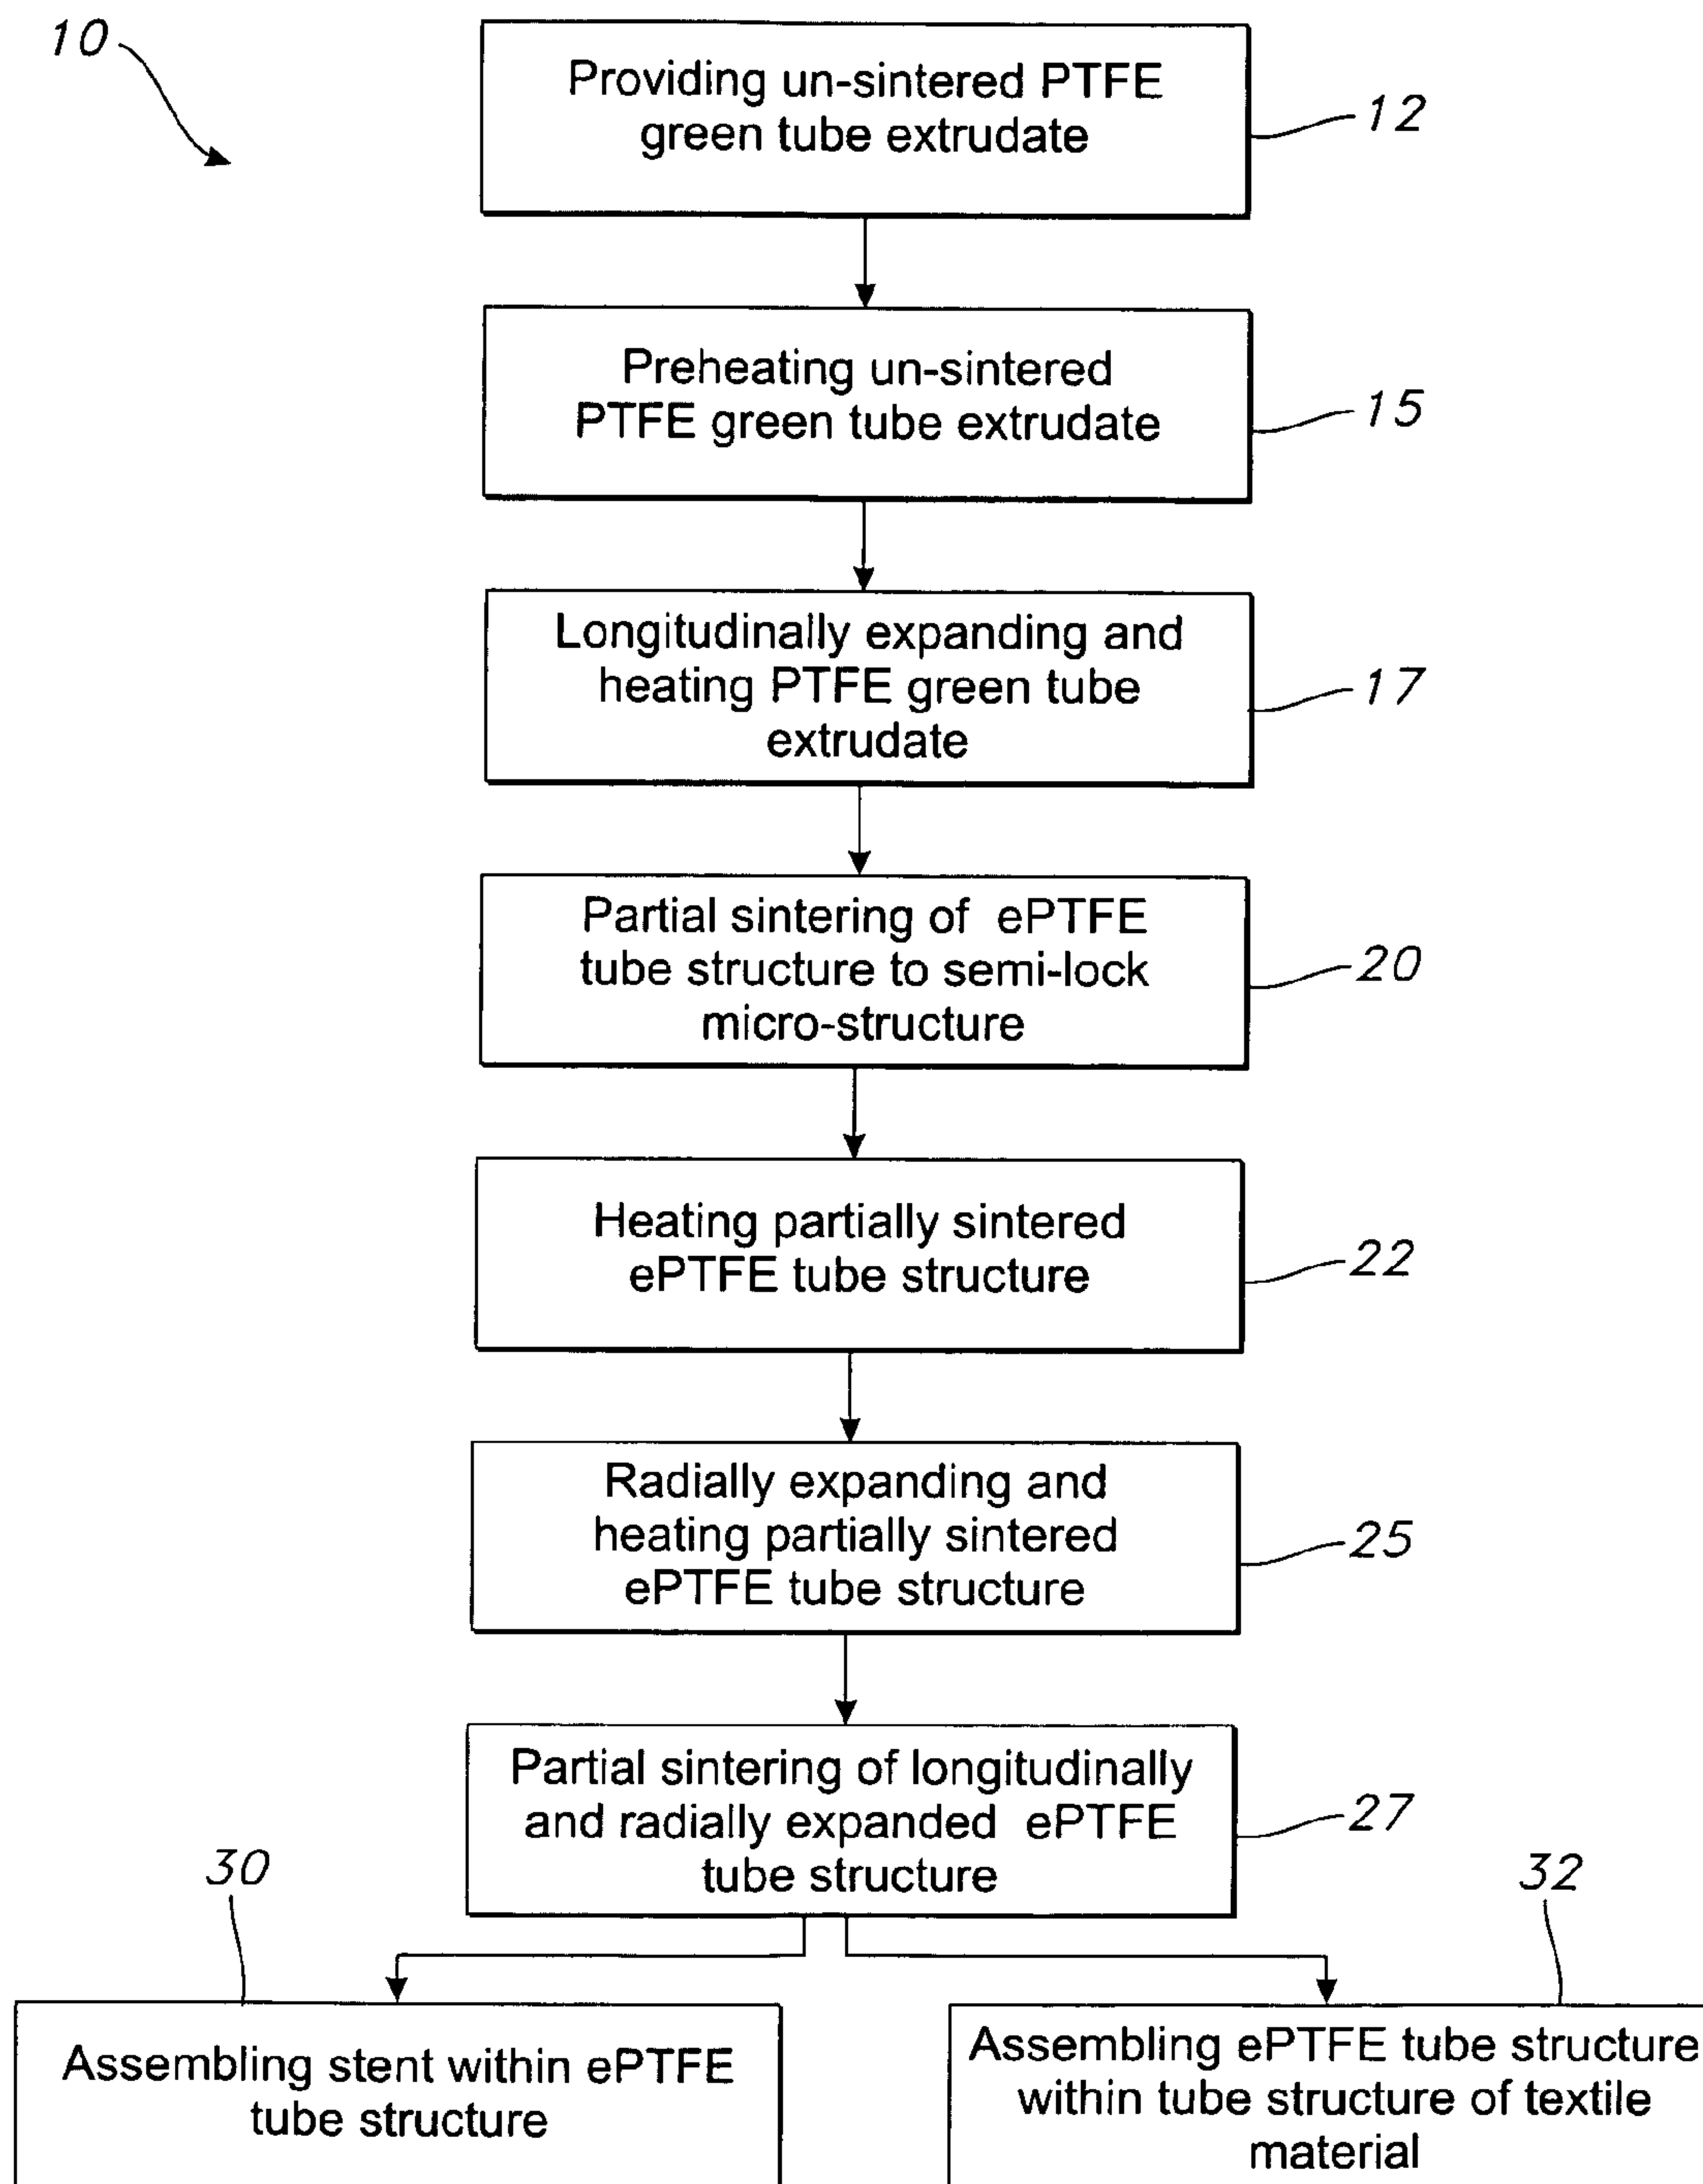 10
Providing un-sintered PTFE
green tube extrudate
12
Preheating un-sintered
PTFE green tube extrudate
15
Longitudinally expanding and
heating PTFE green tube
extrudate
17
Partial sintering of ePTFE
tube structure to semi-lock
micro-structure
20
Heating partially sintered
ePTFE tube structure
22
Radially expanding and
heating partially sintered
ePTFE tube structure
25
Partial sintering of longitudinally
and radially expanded ePTFE
tube structure
27
30
Assembling stent within ePTFE
tube structure
32
Assembling ePTFE tube structure
within tube structure of textile
material